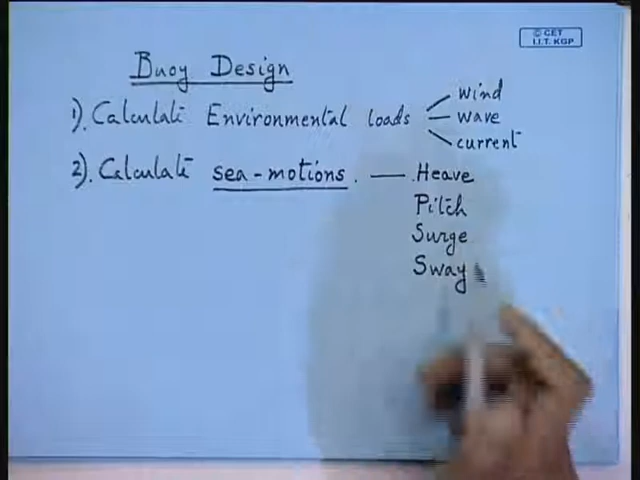 © CET
I.I.T. KGP
Buoy Design
1). Calculate Environmental loads
wind
wave
current
2). Calculate sea-motions. — Heave
Pitch
Surge
Sway